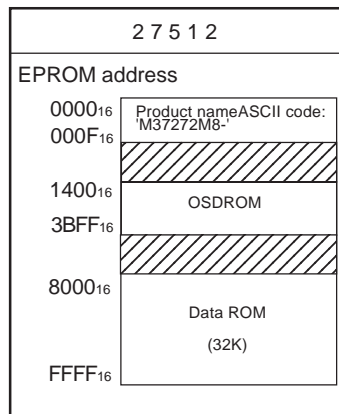 27512
EPROM address
0000₁₆
Product nameASCII code:
'M37272M8-'
000F₁₆
1400₁₆
OSDROM
3BFF₁₆
8000₁₆
Data ROM
(32K)
FFFF₁₆